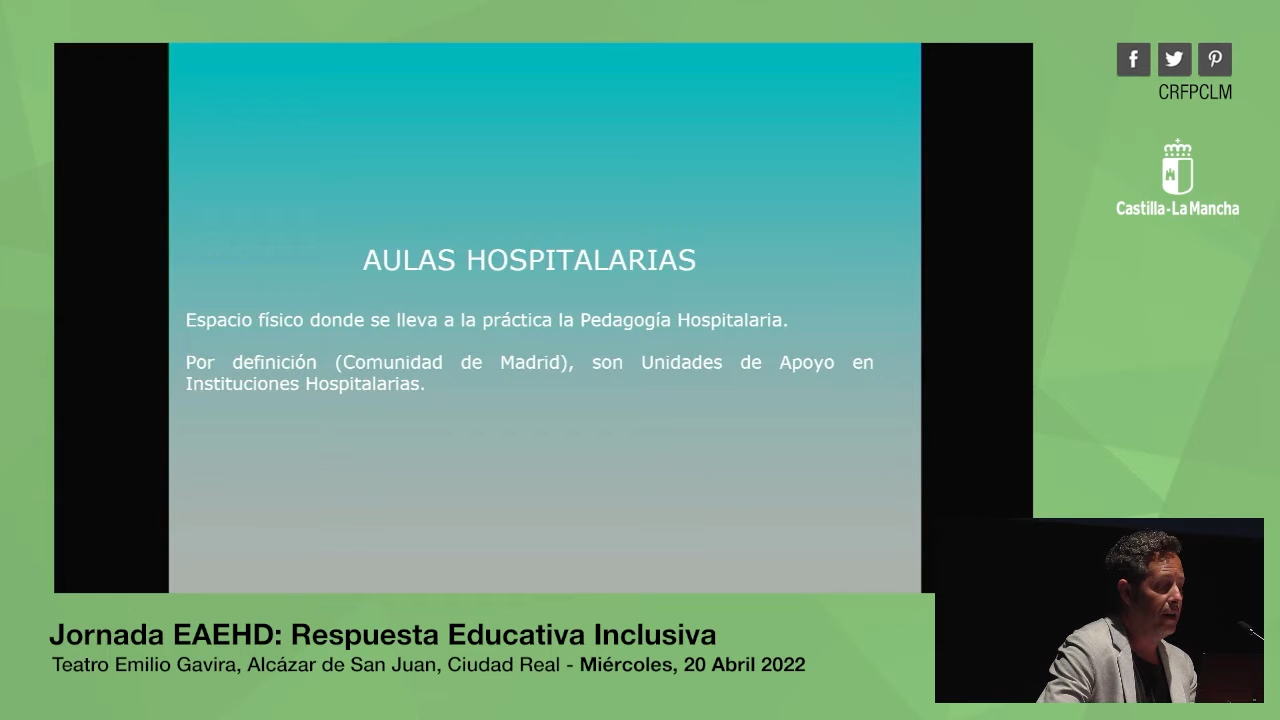 AULAS HOSPITALARIAS
Espacio físico donde se lleva a la práctica la Pedagogía Hospitalaria.
Por definición (Comunidad de Madrid), son Unidades de Apoyo en
Instituciones Hospitalarias.
CRFPCLM
Castilla-La Mancha
Jornada EAEHD: Respuesta Educativa Inclusiva
Teatro Emilio Gavira, Alcázar de San Juan, Ciudad Real - Miércoles, 20 Abril 2022